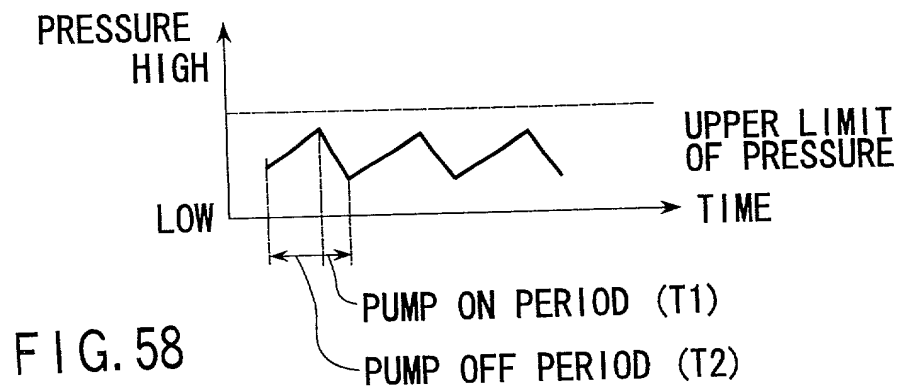 PRESSURE
HIGH
UPPER LIMIT
OF PRESSURE
LOW
TIME
PUMP ON PERIOD (T1)
PUMP OFF PERIOD (T2)
FIG. 58